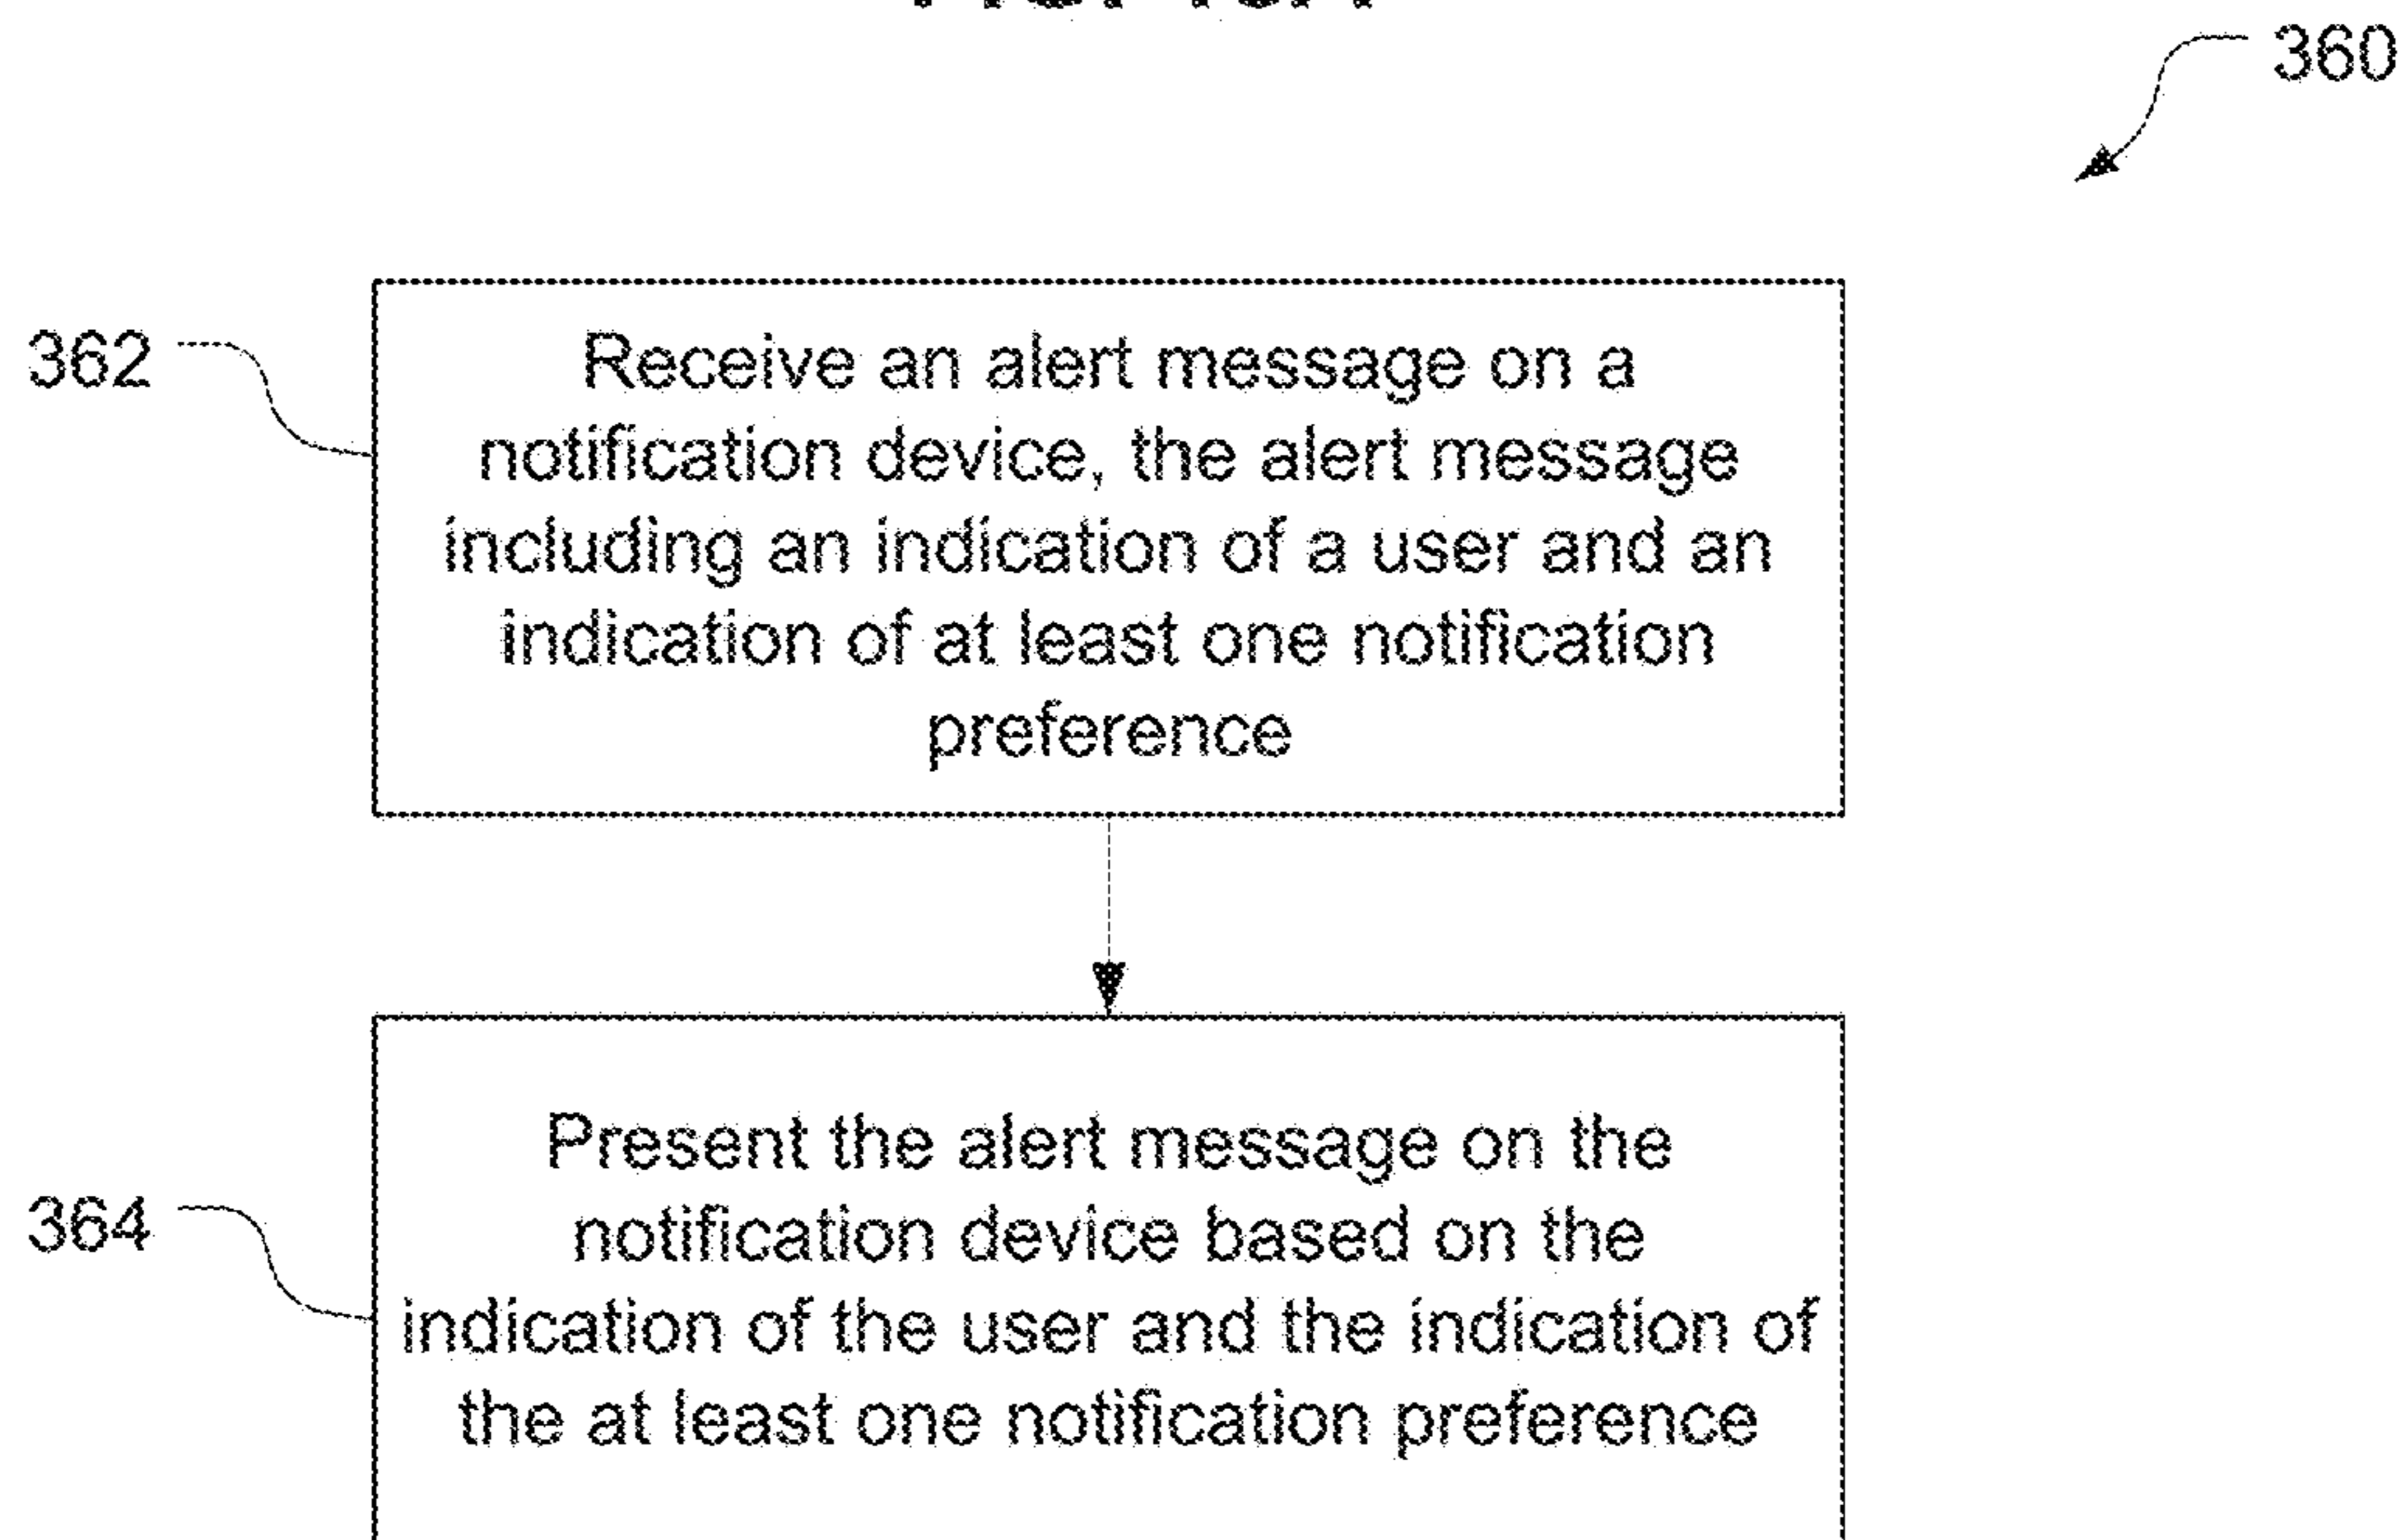 360
362
Receive an alert message on a
notification device, the alert message
including an indication of a user and an
indication of at least one notification
preference
364
Present the alert message on the
notification device based on the
indication of the user and the indication of
the at least one notification preference